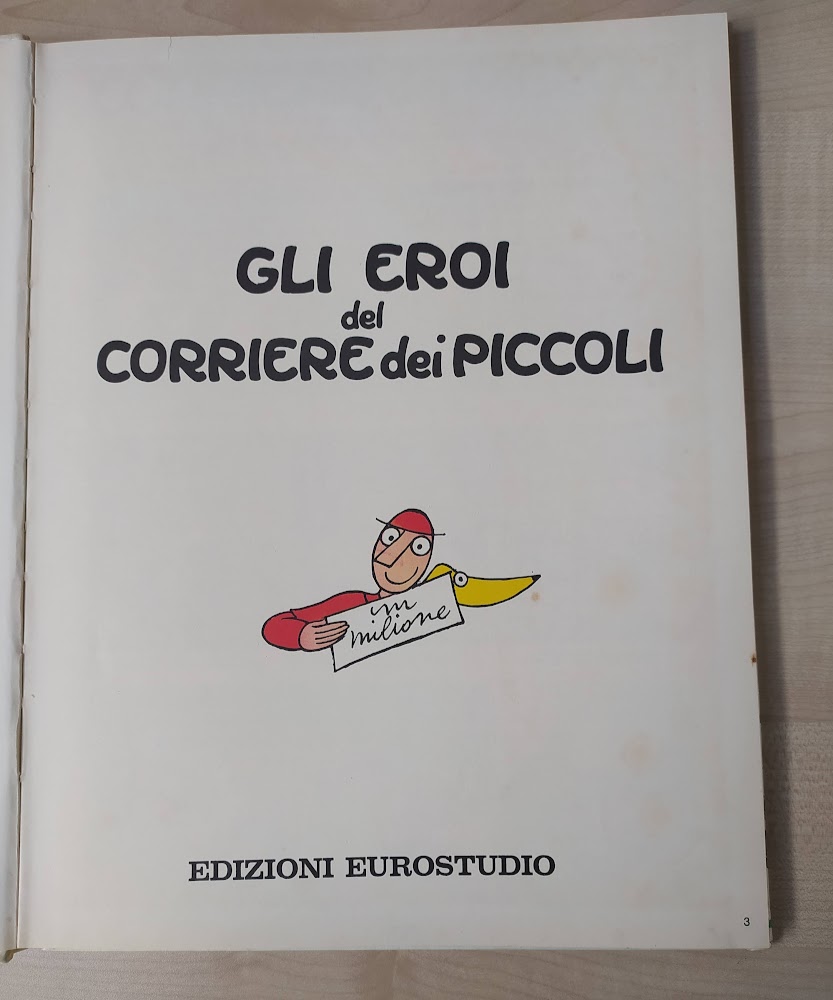 GLI EROI
del
CORRIERE dei PICCOLI
un
milione
EDIZIONI EUROSTUDIO
3